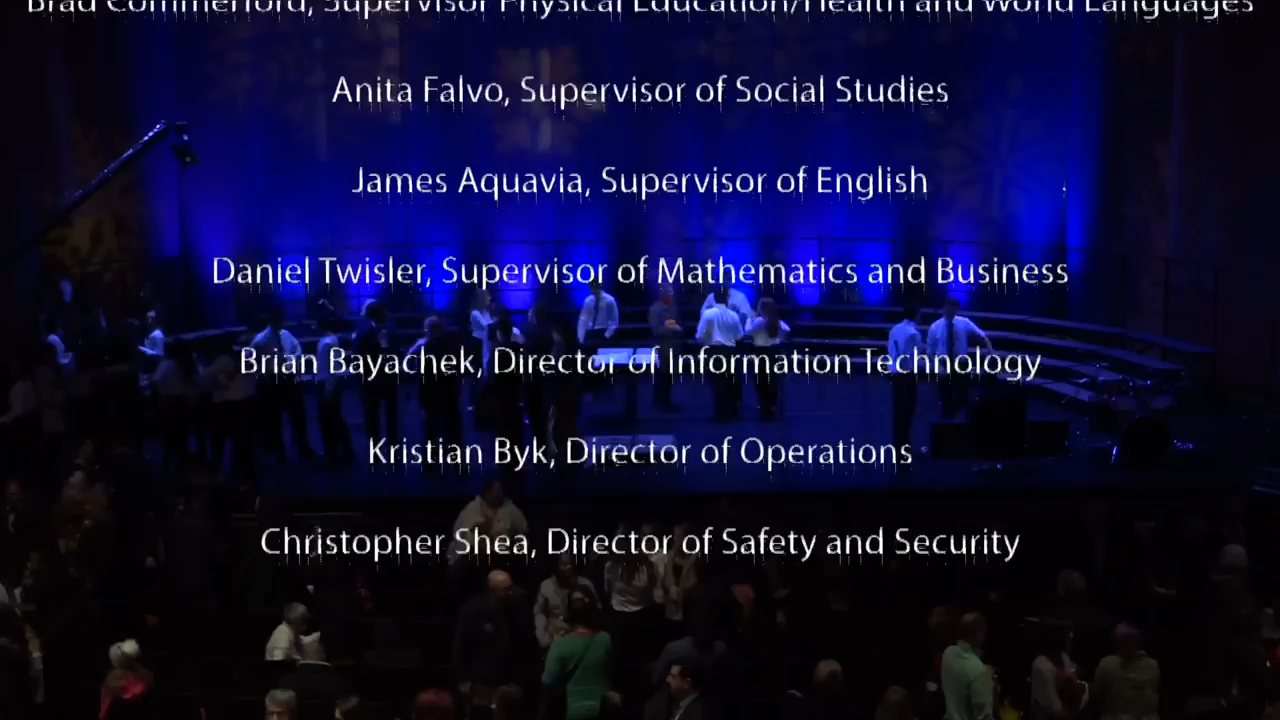 Brad Commerford, Supervisor Physical Education/Health and World Languages
Anita Falvo, Supervisor of Social Studies
James Aquavia, Supervisor of English
Daniel Twisler, Supervisor of Mathematics and Business
Brian Bayachek, Director of Information Technology
Kristian Byk, Director of Operations
Christopher Shea, Director of Safety and Security